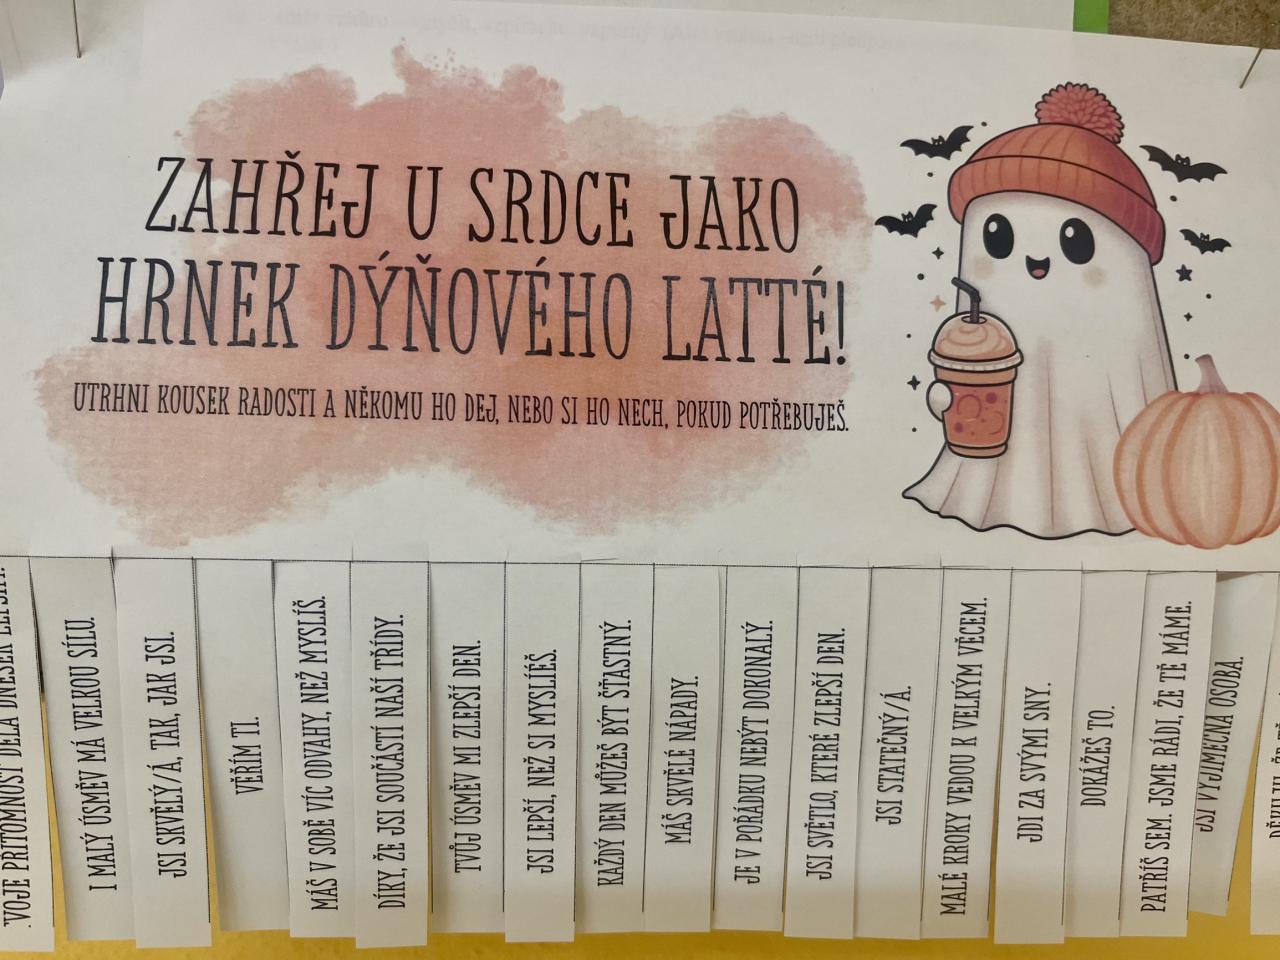 ZAHŘEJ U SRDCE JAKO
HRNEK DÝŇOVÉHO LATTÉ!
UTRHNI KOUSEK RADOSTI A NĚKOMU HO DEJ, NEBO SI HO NECH, POKUD POTŘEBUJEŠ.
PŘÍTOMNOST DĚLÁ DNEŠEK
I MALÝ ÚSMĚV MÁ VELKOU SÍLU.
JSI SKVĚLÝ/Á, TAK, JAK JSI.
VĚŘÍM TI.
MÁŠ V SOBĚ VÍC ODVAHY, NEŽ MYSLÍŠ.
DÍKY, ŽE JSI SOUČÁSTÍ NAŠÍ TŘÍDY.
TVŮJ ÚSMĚV MI ZLEPŠÍ DEN.
JSI LEPŠÍ, NEŽ SI MYSLÍÉŠ.
KAŽDÝ DEN MŮŽEŠ BÝT ŠŤASTNÝ.
MÁŠ SKVĚLÉ NÁPADY.
JE V POŘÁDKU NEBÝT DOKONALÝ.
JSI SVĚTLO, KTERÉ ZLEPŠÍ DEN.
JSI STATEČNÝ/Á.
MALÉ KROKY VEDOU K VELKÝM VĚCEM.
JDI ZA SVÝMI SNY.
DOKÁŽEŠ TO.
PATŘÍŠ SEM. JSME RÁDI, ŽE TĚ MÁME.
JSI VÝJIMEČNÁ OSOBA.